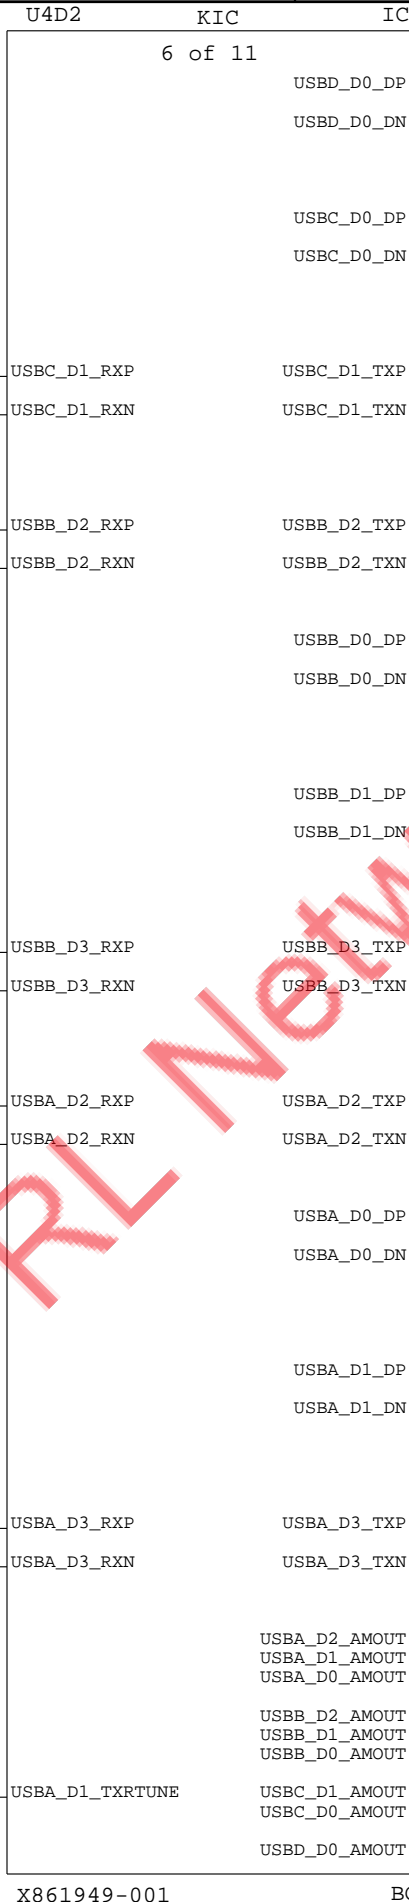 U4D2 KIC IC
6 of 11
USBD_D0_DP
USBD_D0_DN
USBC_D0_DP
USBC_D0_DN
USBC_D1_RXP USBC_D1_TXP
USBC_D1_RXN USBC_D1_TXN
USBB_D2_RXP USBB_D2_TXP
USBB_D2_RXN USBB_D2_TXN
USBB_D0_DP
USBB_D0_DN
USBB_D1_DP
USBB_D1_DN
USBB_D3_RXP USBB_D3_TXP
USBB_D3_RXN USBB_D3_TXN
USBA_D2_RXP USBA_D2_TXP
USBA_D2_RXN USBA_D2_TXN
USBA_D0_DP
USBA_D0_DN
USBA_D1_DP
USBA_D1_DN
USBA_D3_RXP USBA_D3_TXP
USBA_D3_RXN USBA_D3_TXN
USBA_D2_AMOUT
USBA_D1_AMOUT
USBA_D0_AMOUT
USBB_D2_AMOUT
USBB_D1_AMOUT
USBB_D0_AMOUT
USBA_D1_TXRTUNE USBC_D1_AMOUT
USBC_D0_AMOUT
USBD_D0_AMOUT
X861949-001
RL Netw